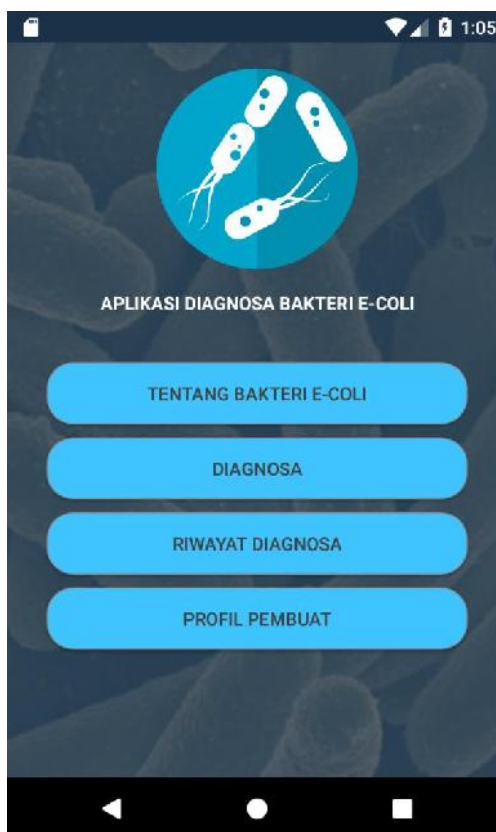 1:05
APLIKASI DIAGNOSA BAKTERI E-COLI
TENTANG BAKTERI E-COLI
DIAGNOSA
RIWAYAT DIAGNOSA
PROFIL PEMBUAT